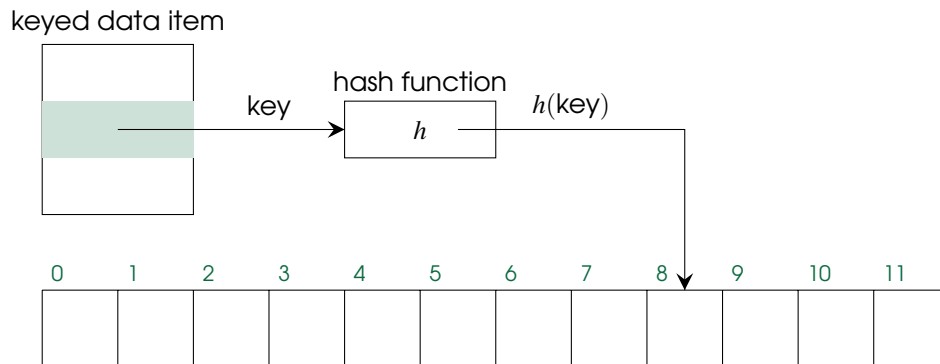 keyed data item
hash function
key
h(key)
h
0 1 2 3 4 5 6 7 8 9 10 11